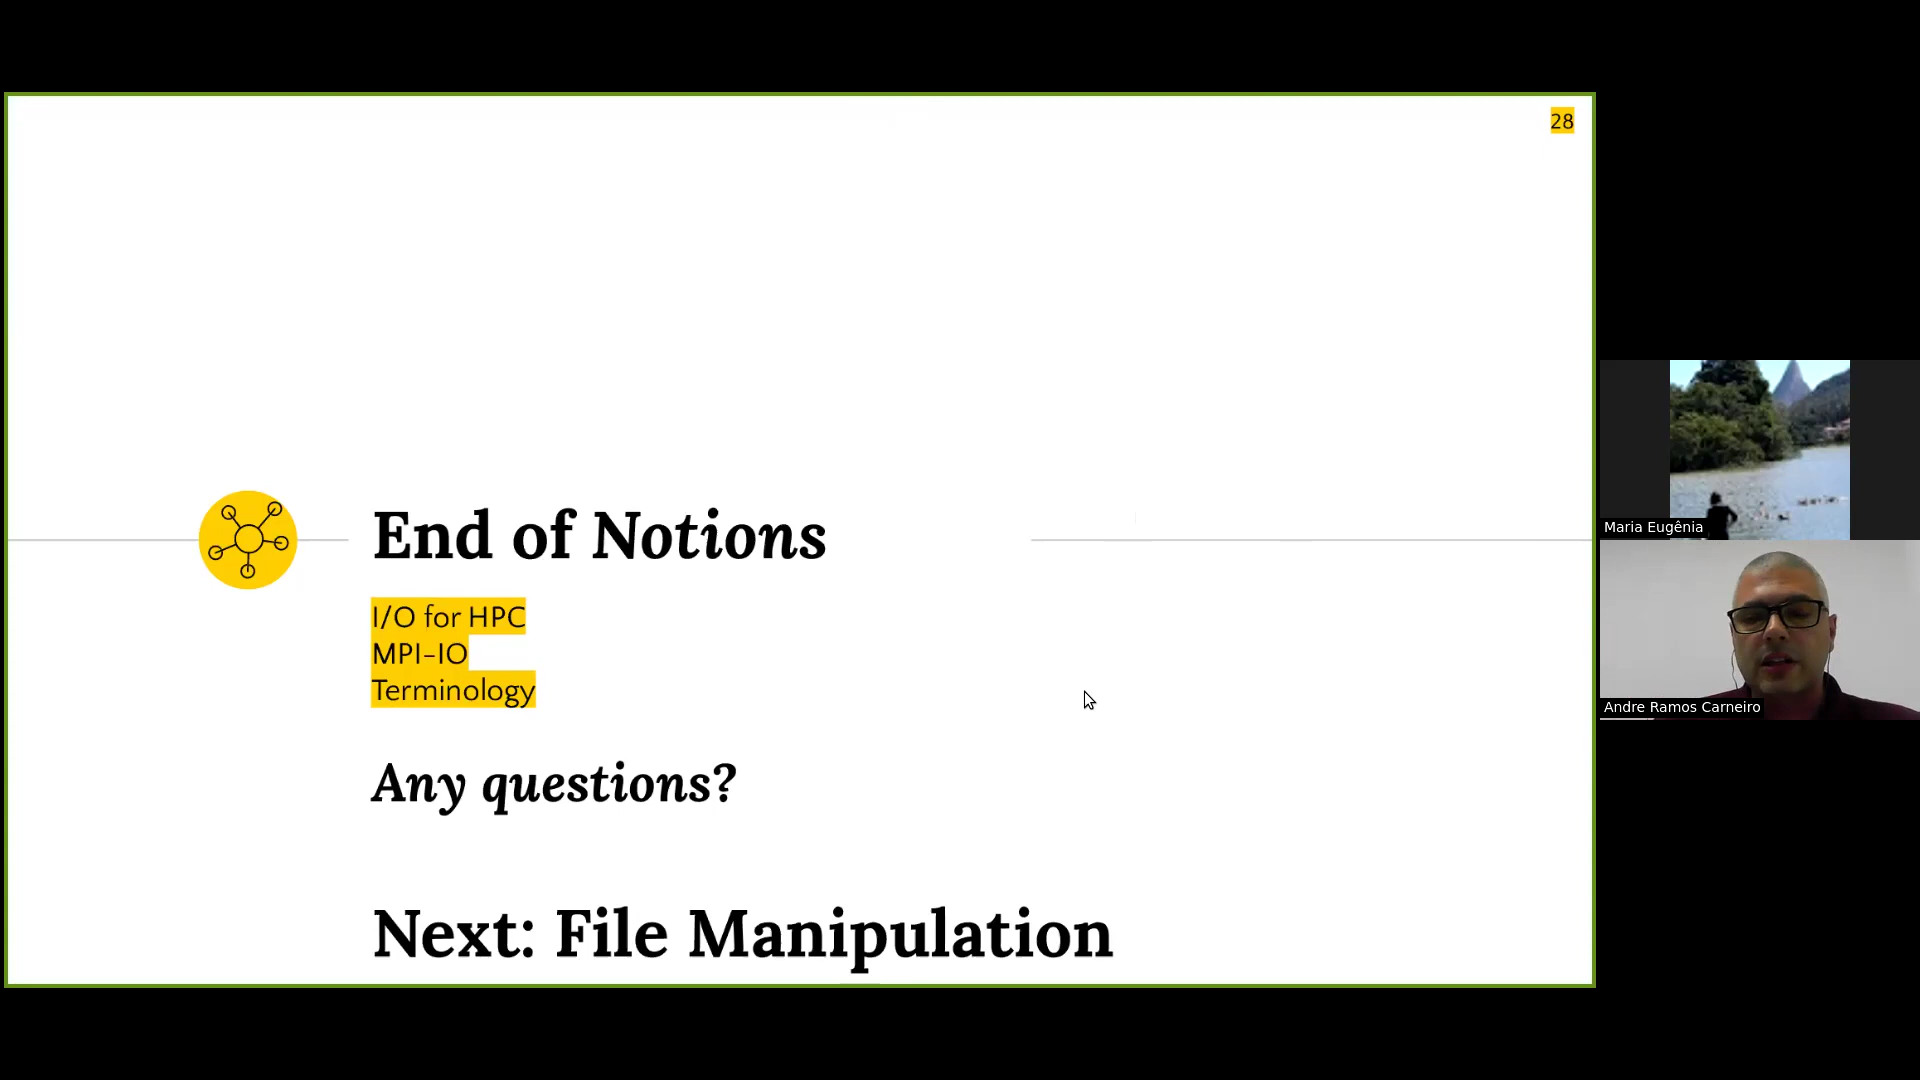 28
End of Notions
I/O for HPC
MPI-IO
Terminology
Any questions?
Next: File Manipulation
Maria Eugênia
Andre Ramos Carneiro